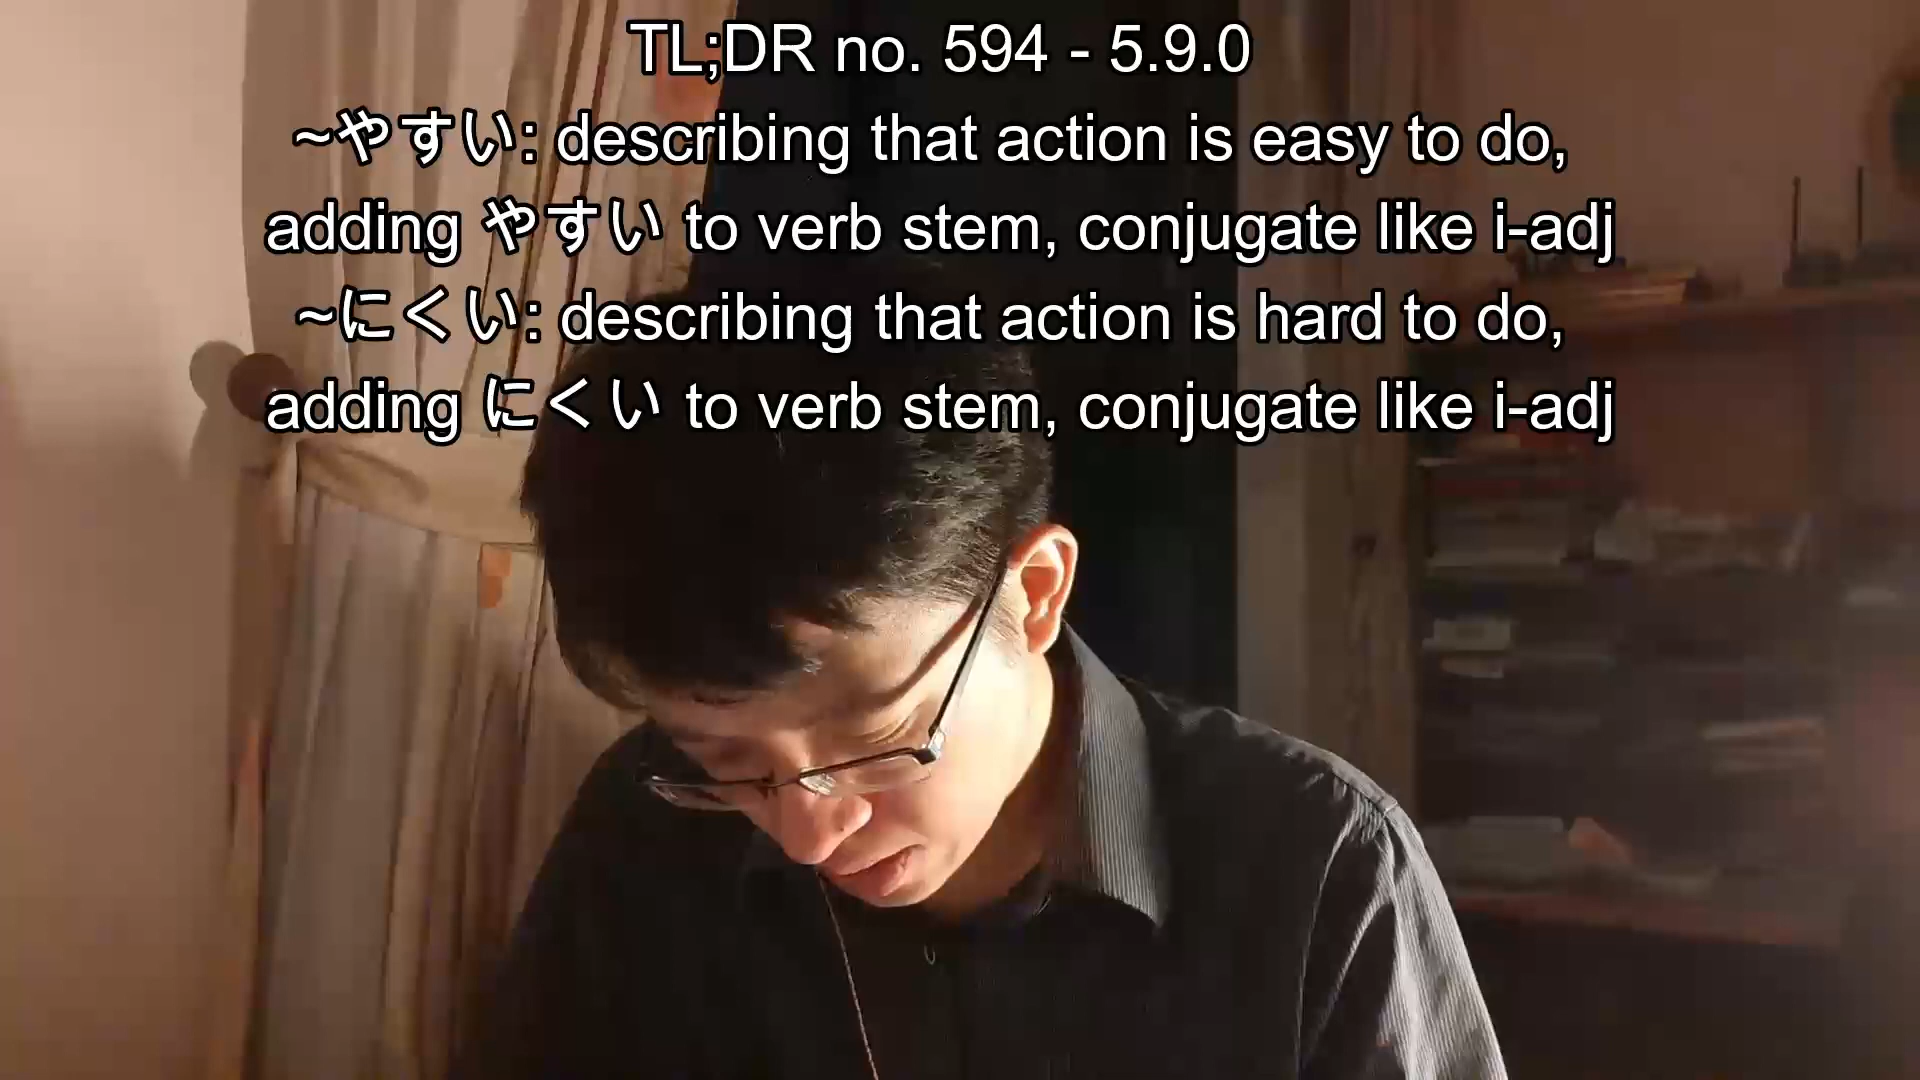 TL;DR no. 594 - 5.9.0
~やすい: describing that action is easy to do,
adding やすい to verb stem, conjugate like i-adj
~にくい: describing that action is hard to do,
adding にくい to verb stem, conjugate like i-adj